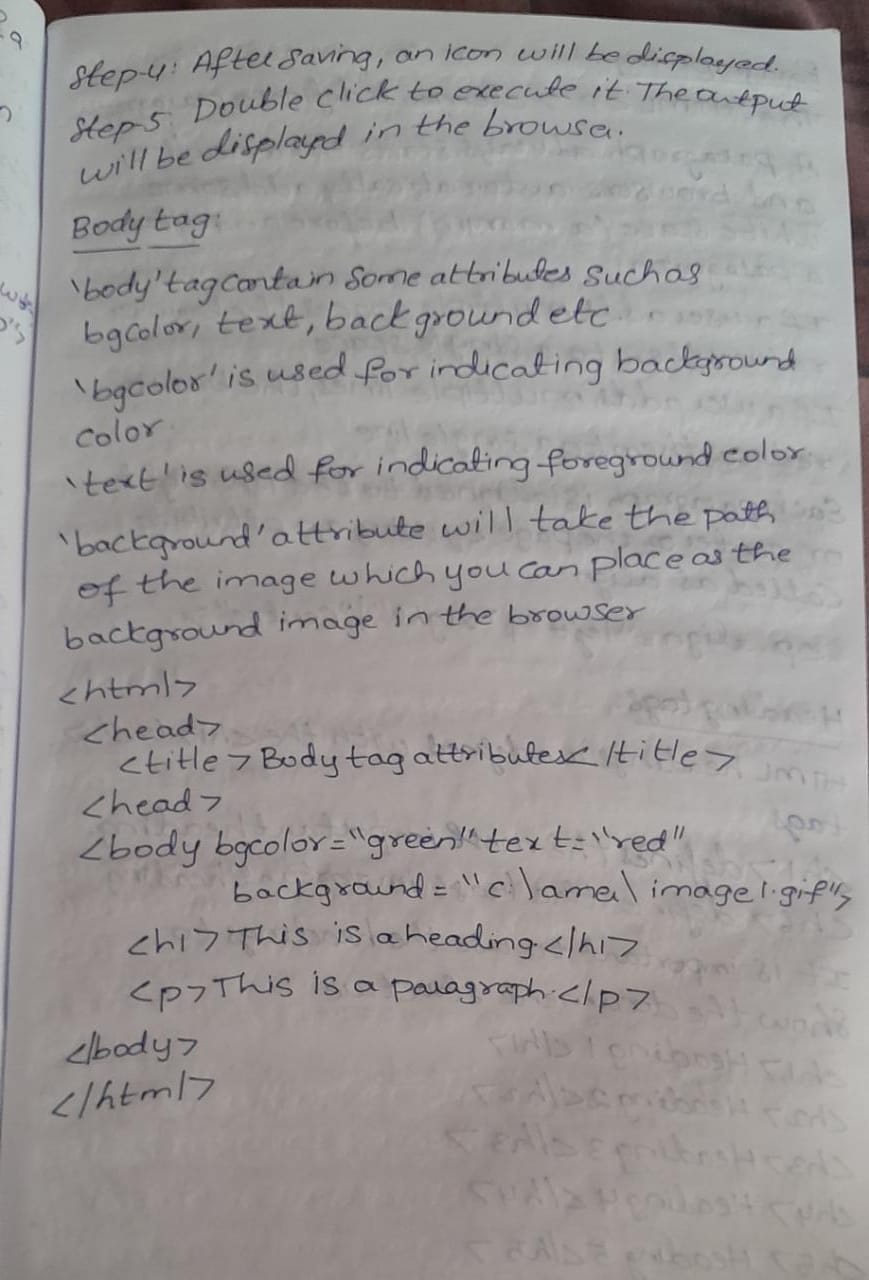 Step-4: After saving, an icon will be displayed.
Step-5: Double click to execute it. The output
will be displayed in the browser.
Body tag:
'body' tag contain some attributes such as
bgcolor, text, background etc.
'bgcolor' is used for indicating background
color.
'text' is used for indicating foreground color.
'background' attribute will take the path
of the image which you can place as the
background image in the browser
<html>
<head>
<title>Body tag attributes</title>
<head>
<body bgcolor="green" text="red"
background="c:\amer\image1.gif">
<h1>This is a heading.</h1>
<p>This is a paragraph.</p>
</body>
</html>